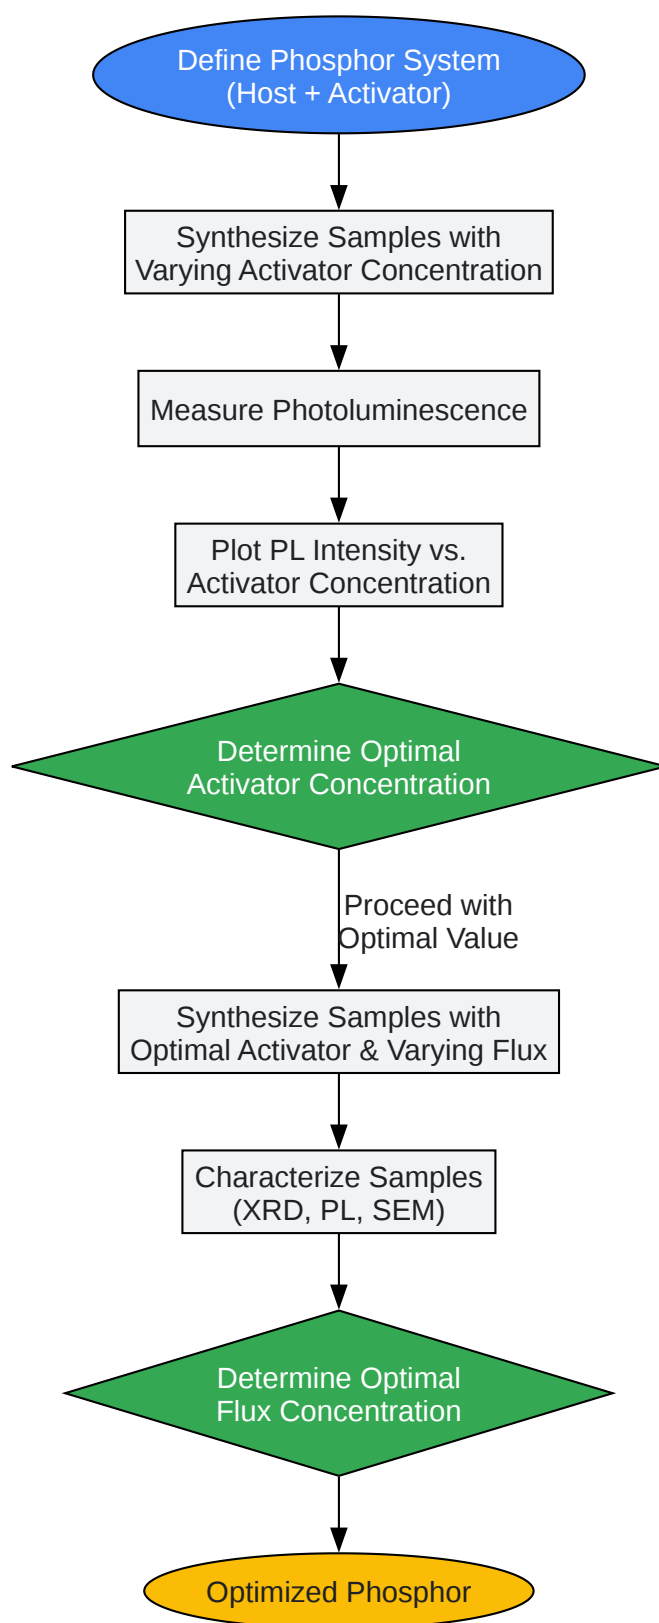 Define Phosphor System
(Host + Activator)
Synthesize Samples with
Varying Activator Concentration
Measure Photoluminescence
Plot PL Intensity vs.
Activator Concentration
Determine Optimal
Activator Concentration
Proceed with
Optimal Value
Synthesize Samples with
Optimal Activator & Varying Flux
Characterize Samples
(XRD, PL, SEM)
Determine Optimal
Flux Concentration
Optimized Phosphor